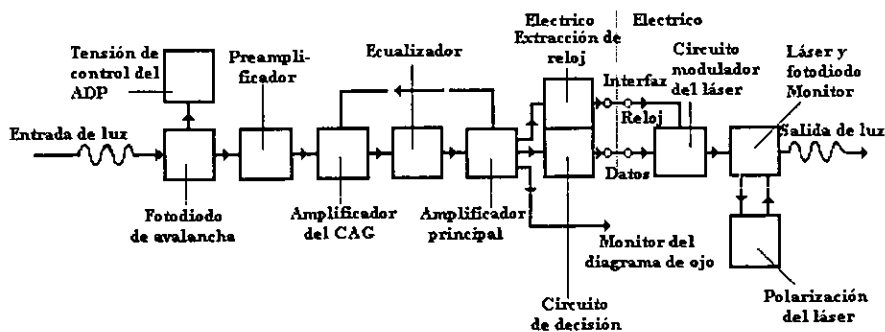 Electrico
Electrico
Tensión de
control del
ADP
Preampli-
ficador
Ecualizador
Extracción de
reloj
Circuito
modulador
del láser
Láser y
fotodiodo
Monitor
Interfaz
Reloj
Entrada de luz
Salida de luz
Datos
Fotodiodo
de avalancha
Amplificador
del CAG
Amplificador
principal
Monitor del
diagrama de ojo
Circuito
de decisión
Polarización
del láser